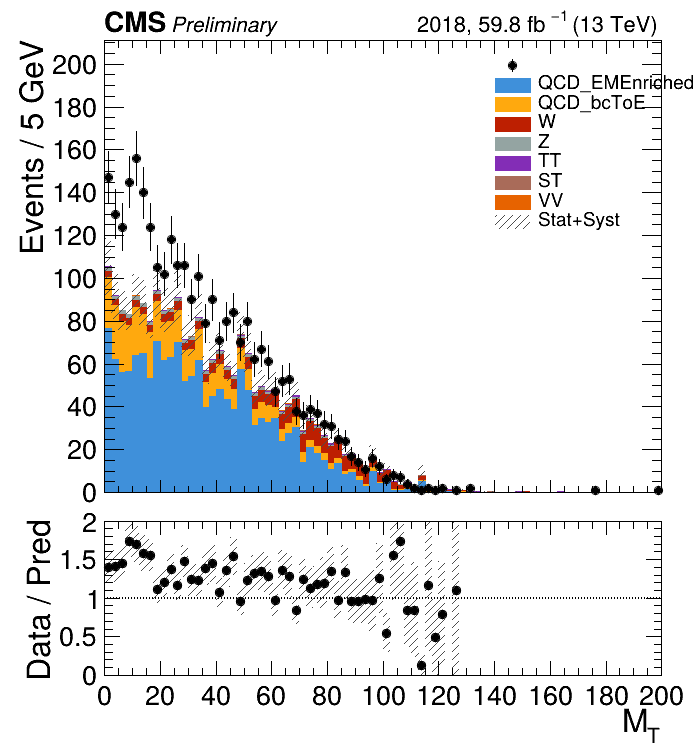 CMS Preliminary 2018, 59.8 fb⁻¹ (13 TeV)
Events / 5 GeV
200
180
160
140
120
100
80
60
40
20
0
QCD_EMEnriched
QCD_bcToE
W
Z
TT
ST
VV
Stat+Syst
Data / Pred
2
1.5
1
0.5
0
0 20 40 60 80 100 120 140 160 180 200
M_T